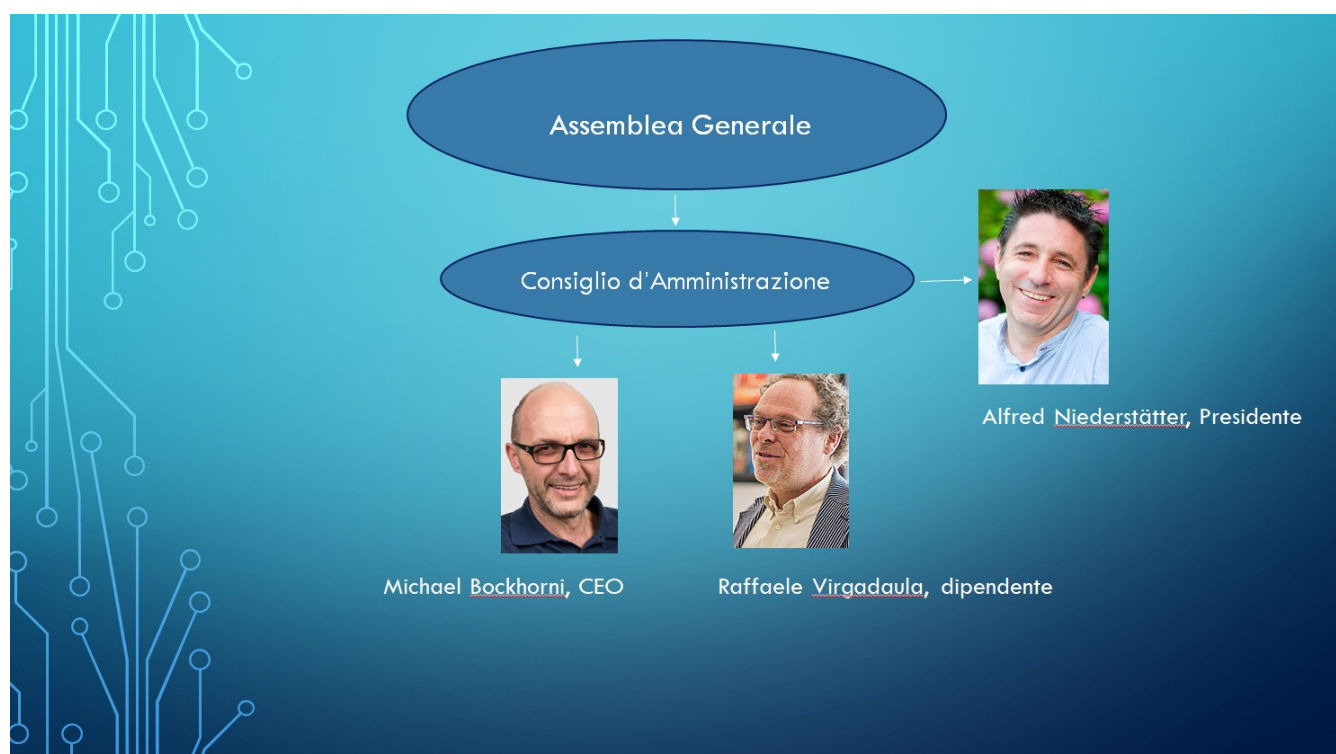 Assemblea Generale
Consiglio d'Amministrazione
Alfred Niederstätter, Presidente
Michael Bockhorni, CEO
Raffaele Virgadaula, dipendente